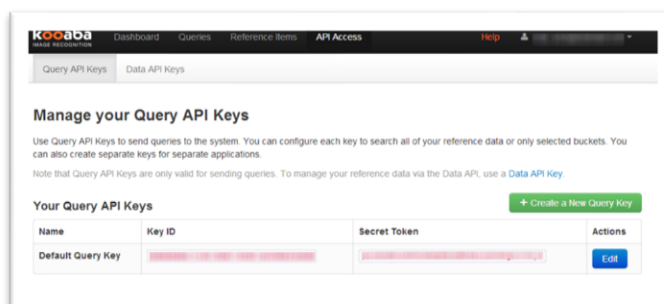 kooaba Dashboard Queries Reference Items API Access Help
IMAGE RECOGNITION
Query API Keys Data API Keys
Manage your Query API Keys
Use Query API Keys to send queries to the system. You can configure each key to search all of your reference data or only selected buckets. You
can also create separate keys for separate applications.
Note that Query API Keys are only valid for sending queries. To manage your reference data via the Data API, use a Data API Key.
Your Query API Keys + Create a New Query Key
Name Key ID Secret Token Actions
Default Query Key Edit